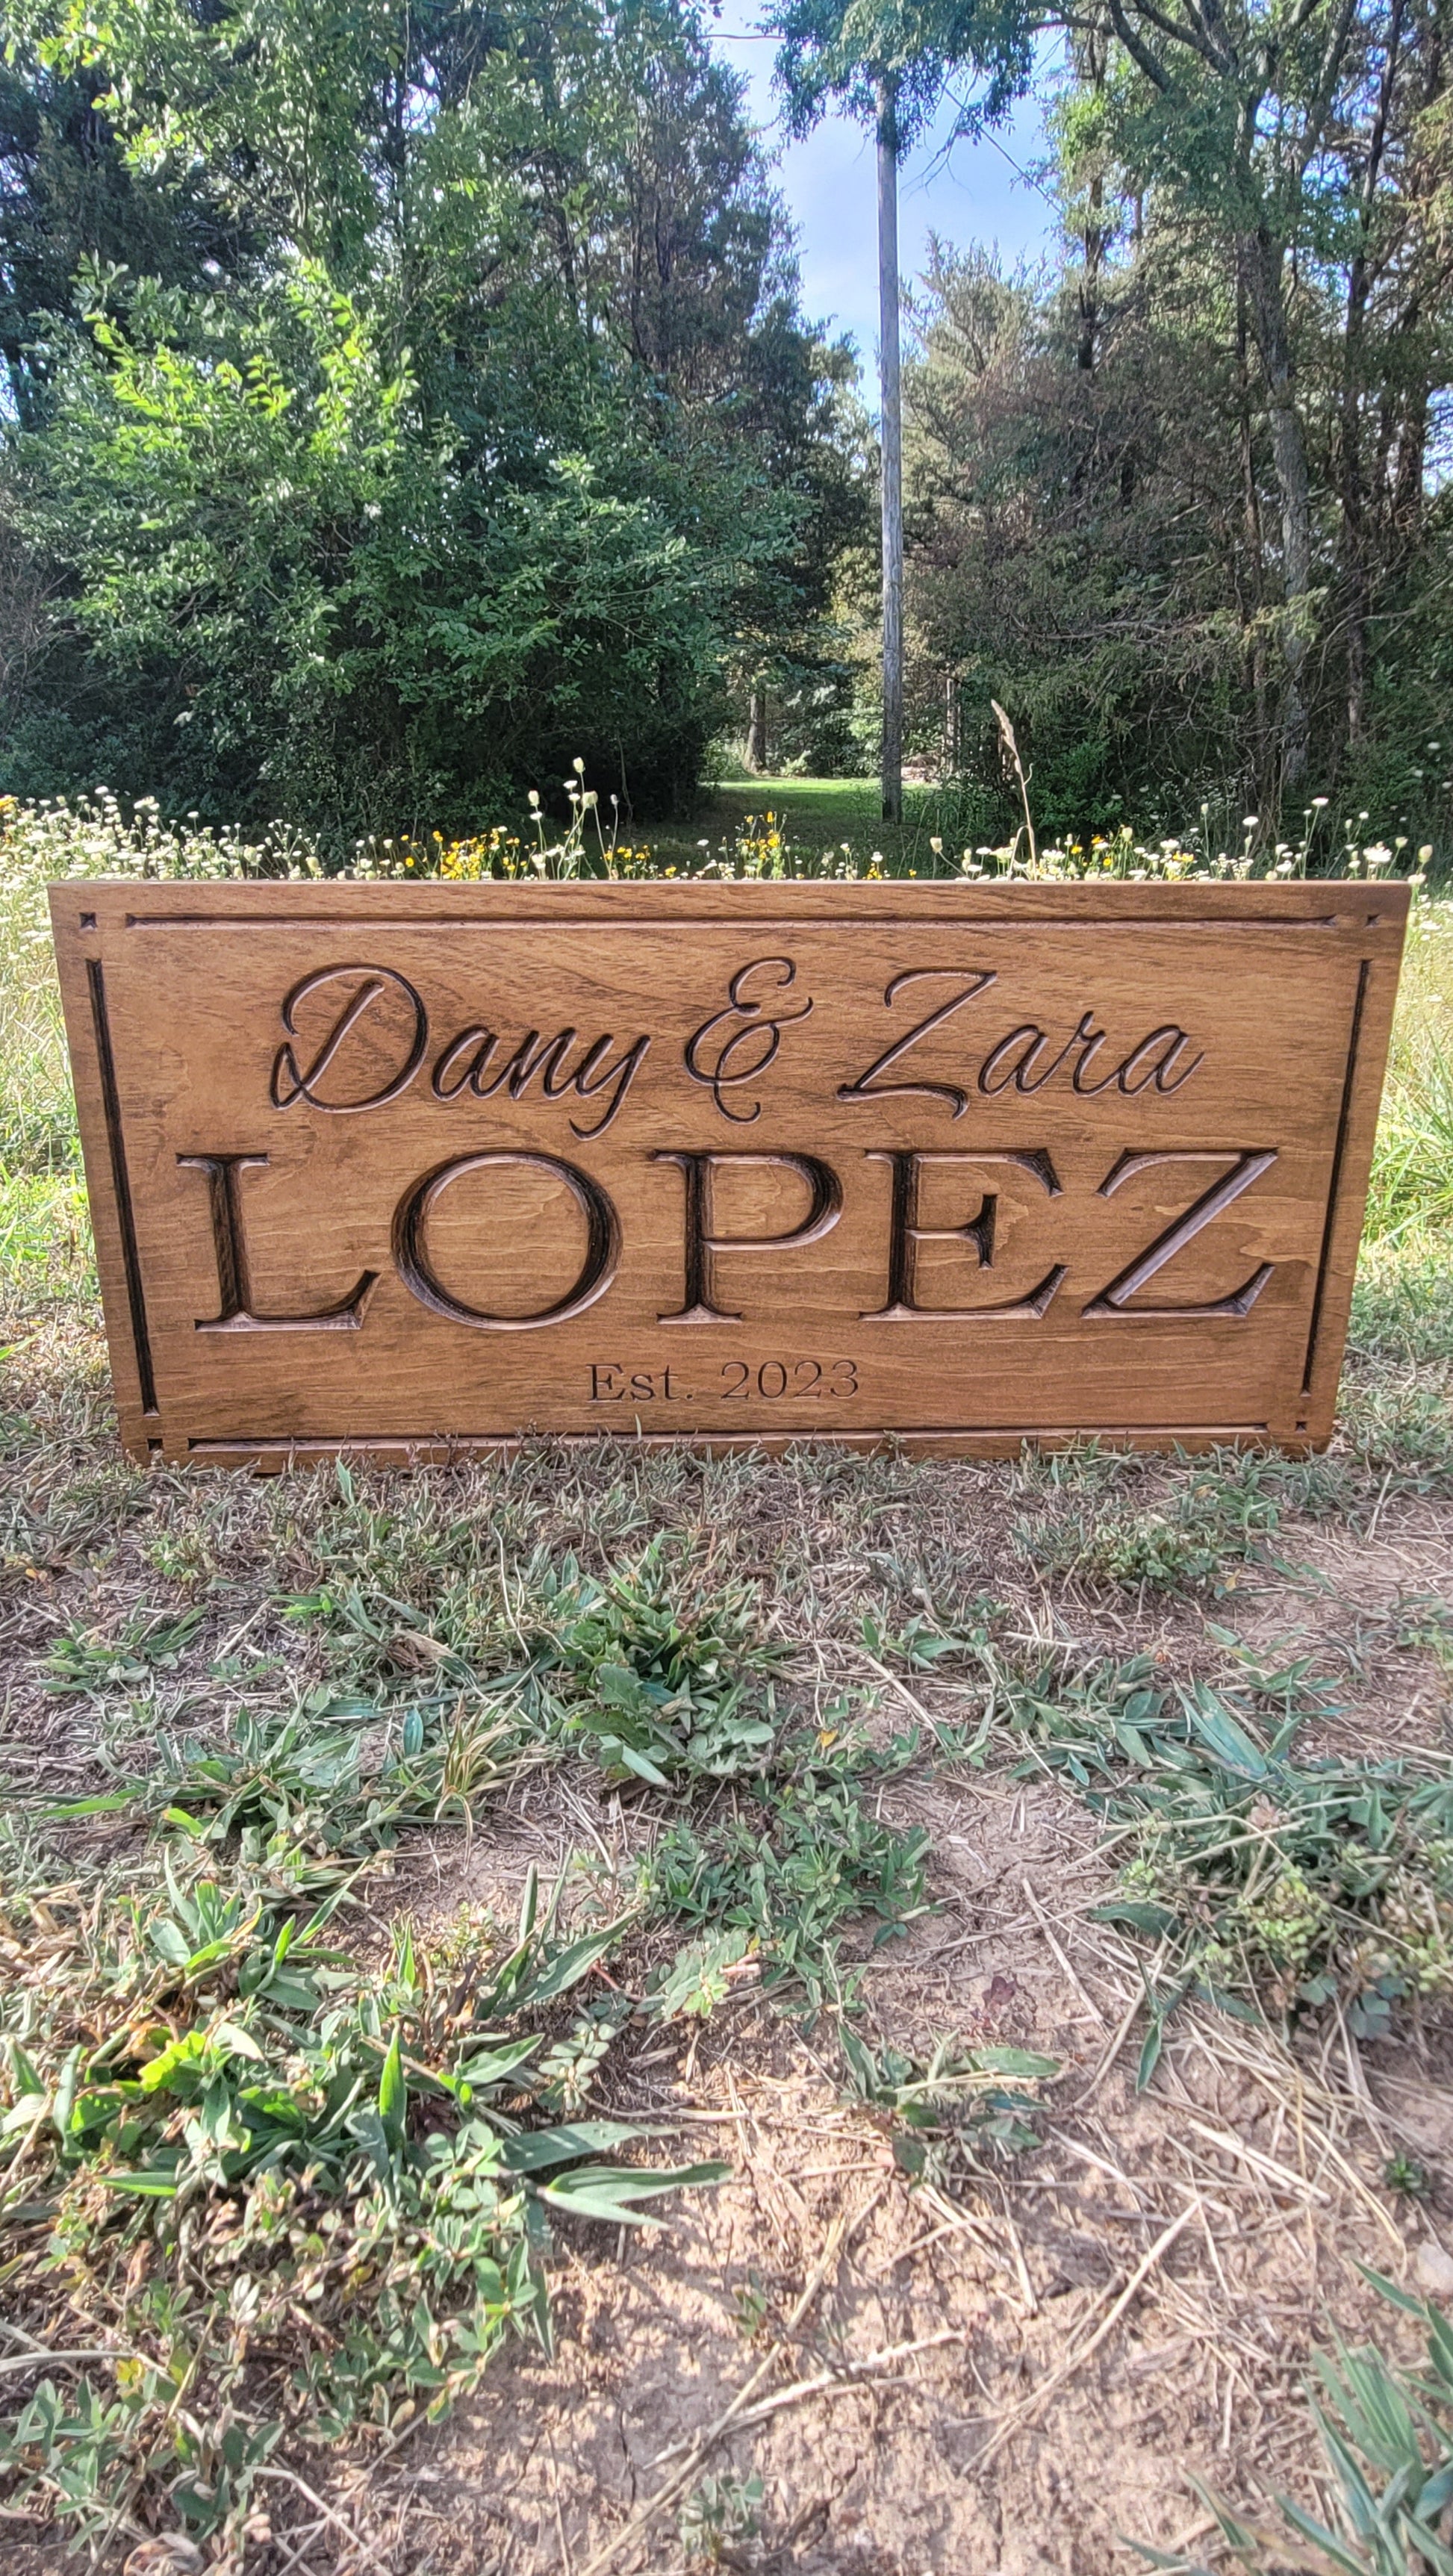 Dany & Zara
LOPEZ
Est. 2023